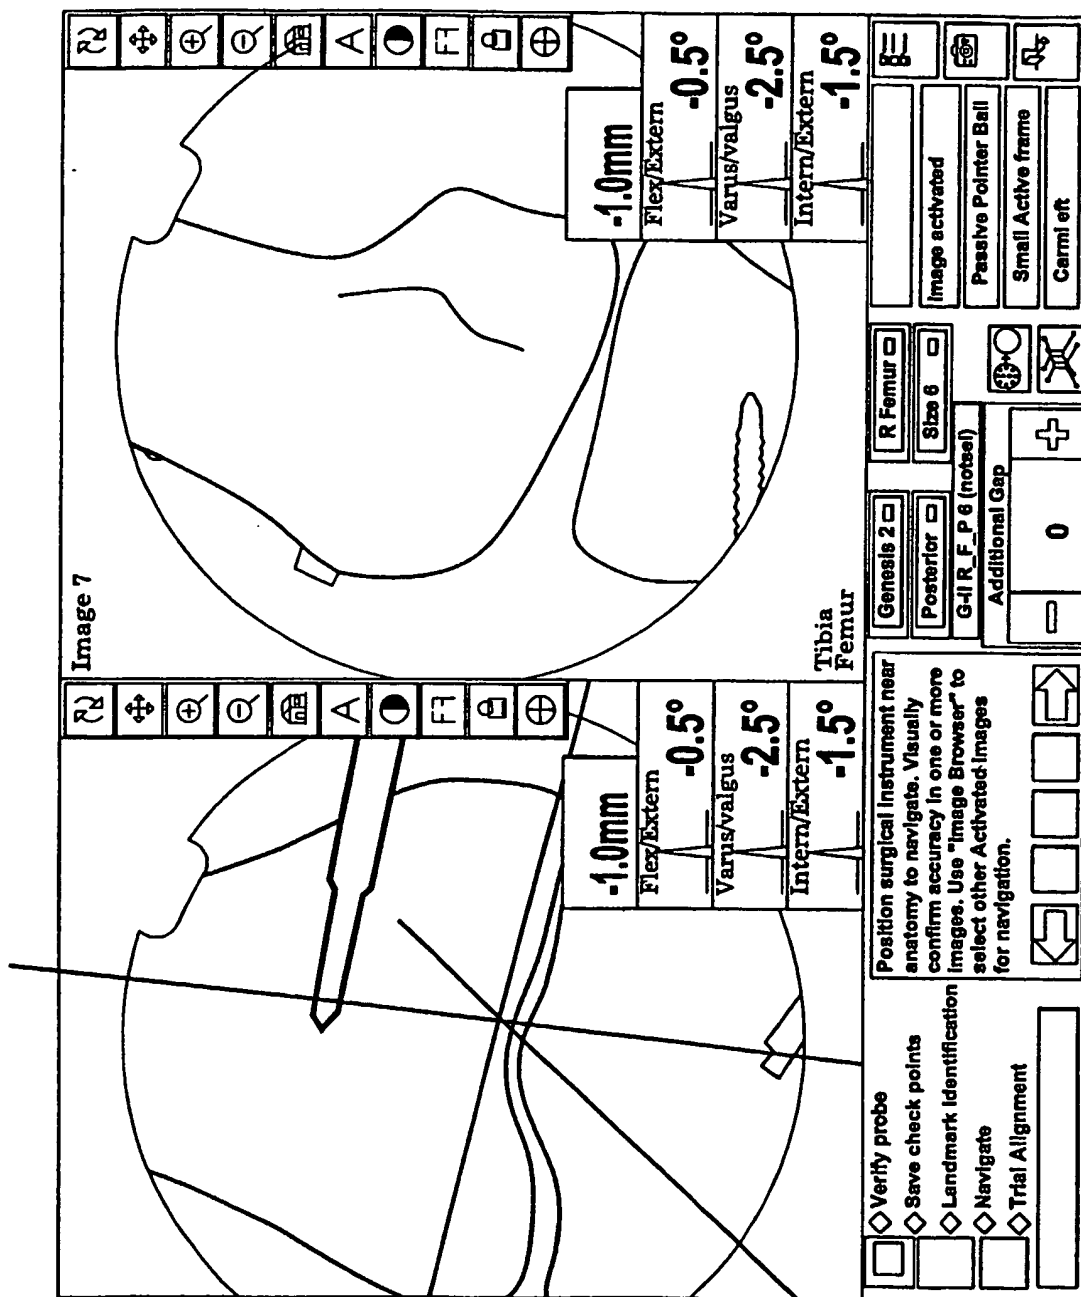 A
-1.0mm
Flex/Extern
-0.5°
Varus/valgus
-2.5°
Intern/Extern
-1.5°
Image 7
A
-1.0mm
Flex/Extern
-0.5°
Varus/valgus
-2.5°
Intern/Extern
-1.5°
Tibia
Femur
Verify probe
Save check points
Landmark Identification
Navigate
Trial Alignment
Position surgical instrument near
anatomy to navigate. Visually
confirm accuracy in one or more
images. Use "Image Browser" to
select other Activated images
for navigation.
Genesis 2
R Femur
Posterior
Size 6
G-II R_F_P 6 (notsel)
Additional Gap
0
Image activated
Passive Pointer Ball
Small Active frame
Carml eft